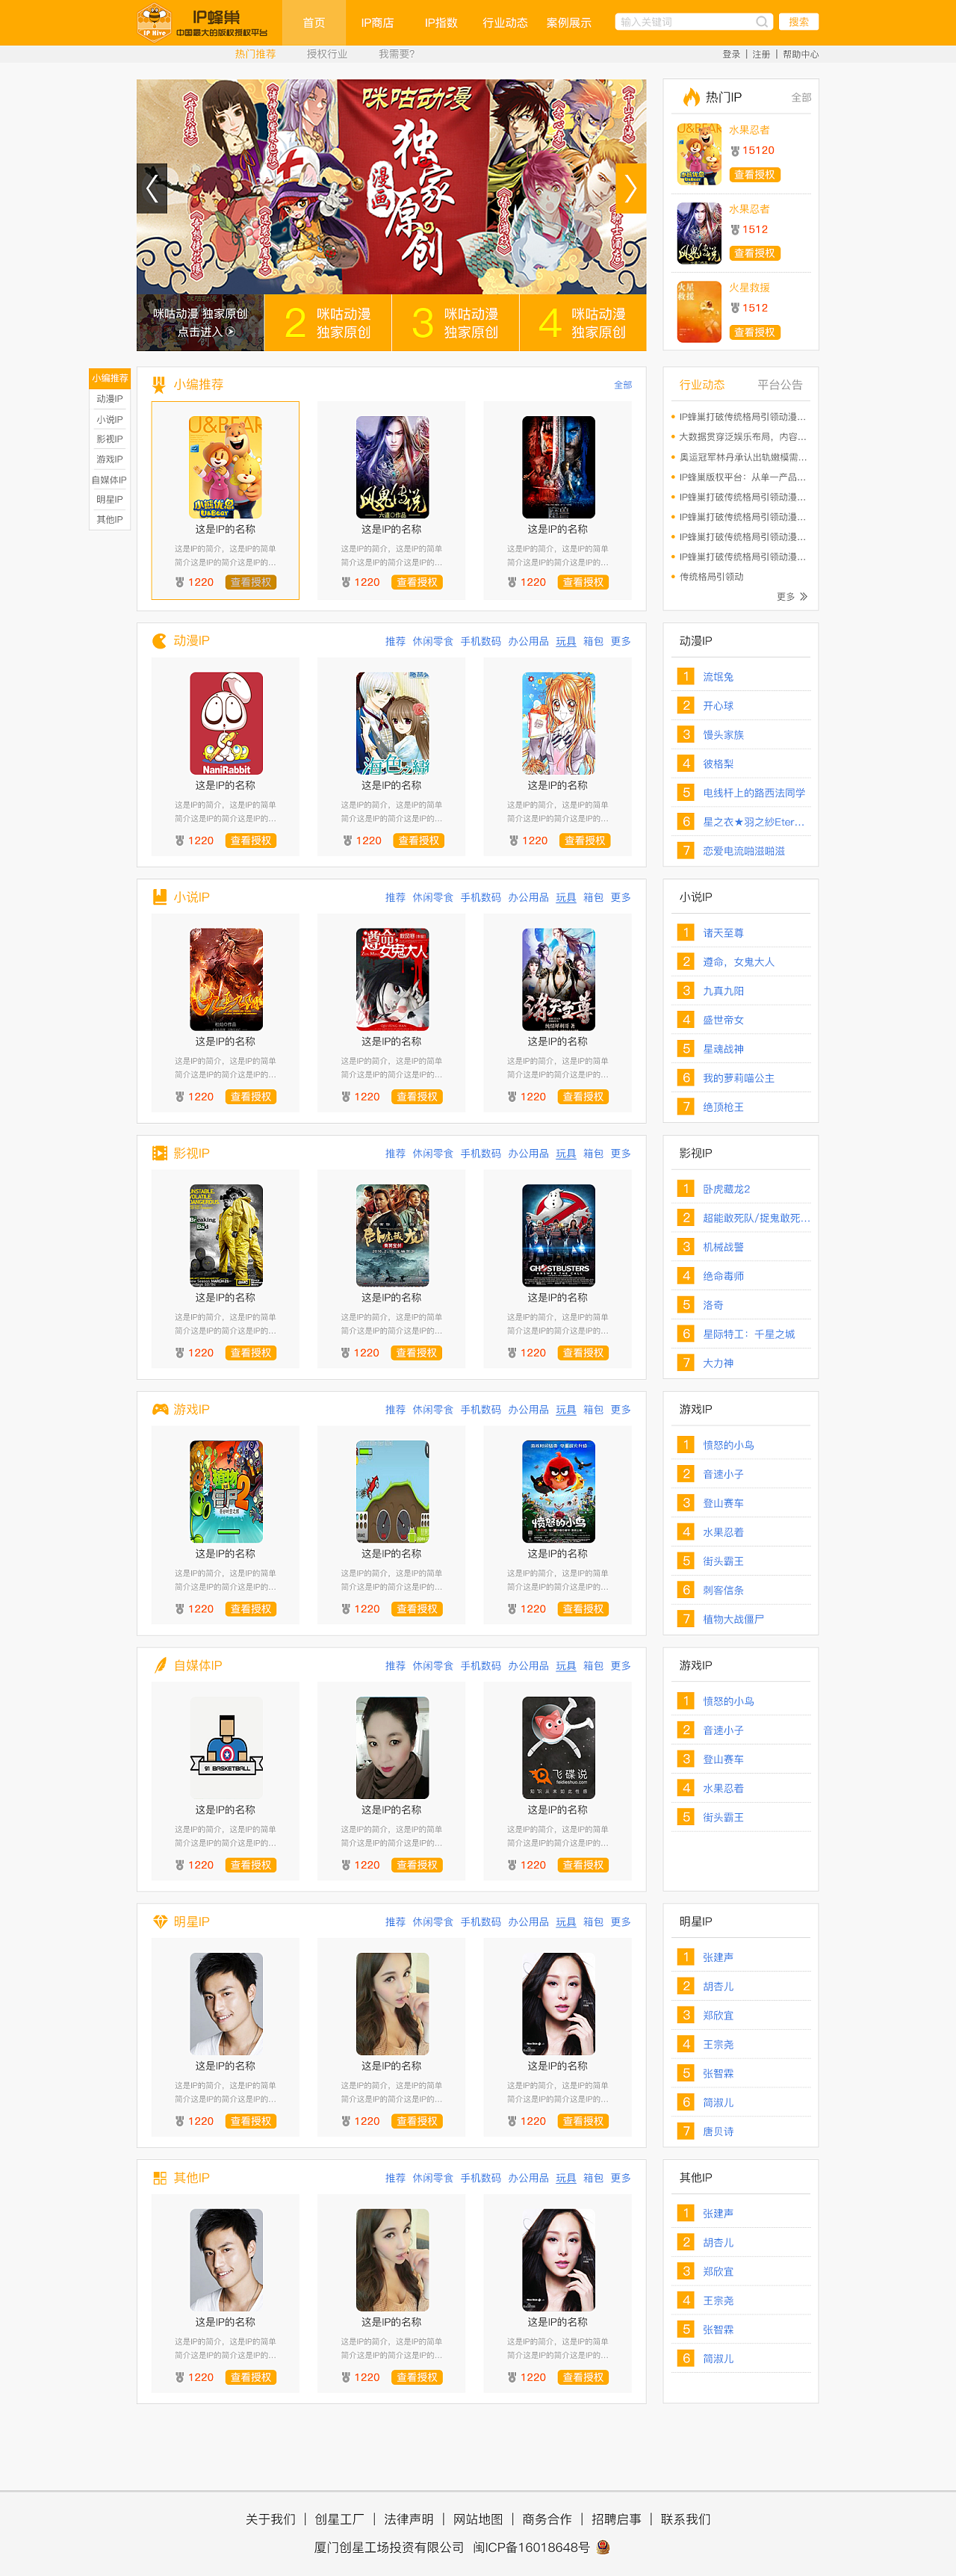 IP蜂巢
中国最大的版权授权平台
IP Hive
首页 IP商店 IP指数 行业动态 案例展示
输入关键词 搜索
热门推荐 授权行业 我需要?
登录 | 注册 | 帮助中心
咪咕动漫
独家原创
漫画
咪咕动漫 独家原创
点击进入
2 咪咕动漫
独家原创
3 咪咕动漫
独家原创
4 咪咕动漫
独家原创
热门IP 全部
水果忍者
15120
查看授权
水果忍者
1512
查看授权
火星救援
1512
查看授权
小编推荐
动漫IP
小说IP
影视IP
游戏IP
自媒体IP
明星IP
其他IP
小编推荐 全部
U&BEAR
小熊优恩
U&Bear
这是IP的名称 这是IP的名称 这是IP的名称
这是IP的简介，这是IP的简单 这是IP的简介，这是IP的简单 这是IP的简介，这是IP的简单
简介这是IP的简介这是IP的... 简介这是IP的简介这是IP的... 简介这是IP的简介这是IP的...
1220 查看授权 1220 查看授权 1220 查看授权
行业动态 平台公告
IP蜂巢打破传统格局引领动漫...
大数据贯穿泛娱乐布局，内容...
奥运冠军林丹承认出轨嫩模需...
IP蜂巢版权平台：从单一产品...
IP蜂巢打破传统格局引领动漫...
IP蜂巢打破传统格局引领动漫...
IP蜂巢打破传统格局引领动漫...
IP蜂巢打破传统格局引领动漫...
传统格局引领动
更多
动漫IP 推荐 休闲零食 手机数码 办公用品 玩具 箱包 更多
NaniRabbit
这是IP的名称 这是IP的名称 这是IP的名称
这是IP的简介，这是IP的简单 这是IP的简介，这是IP的简单 这是IP的简介，这是IP的简单
简介这是IP的简介这是IP的... 简介这是IP的简介这是IP的... 简介这是IP的简介这是IP的...
1220 查看授权 1220 查看授权 1220 查看授权
动漫IP
1 流氓兔
2 开心球
3 馒头家族
4 彼格梨
5 电线杆上的路西法同学
6 星之衣★羽之纱Eter...
7 恋爱电流啪滋啪滋
小说IP 推荐 休闲零食 手机数码 办公用品 玩具 箱包 更多
遵命,女鬼大人
诸天至尊
这是IP的名称 这是IP的名称 这是IP的名称
这是IP的简介，这是IP的简单 这是IP的简介，这是IP的简单 这是IP的简介，这是IP的简单
简介这是IP的简介这是IP的... 简介这是IP的简介这是IP的... 简介这是IP的简介这是IP的...
1220 查看授权 1220 查看授权 1220 查看授权
小说IP
1 诸天至尊
2 遵命，女鬼大人
3 九真九阳
4 盛世帝女
5 星魂战神
6 我的萝莉喵公主
7 绝顶枪王
影视IP 推荐 休闲零食 手机数码 办公用品 玩具 箱包 更多
Breaking Bad
GHOSTBUSTERS
这是IP的名称 这是IP的名称 这是IP的名称
这是IP的简介，这是IP的简单 这是IP的简介，这是IP的简单 这是IP的简介，这是IP的简单
简介这是IP的简介这是IP的... 简介这是IP的简介这是IP的... 简介这是IP的简介这是IP的...
1220 查看授权 1220 查看授权 1220 查看授权
影视IP
1 卧虎藏龙2
2 超能敢死队/捉鬼敢死...
3 机械战警
4 绝命毒师
5 洛奇
6 星际特工：千星之城
7 大力神
游戏IP 推荐 休闲零食 手机数码 办公用品 玩具 箱包 更多
愤怒的小鸟
这是IP的名称 这是IP的名称 这是IP的名称
这是IP的简介，这是IP的简单 这是IP的简介，这是IP的简单 这是IP的简介，这是IP的简单
简介这是IP的简介这是IP的... 简介这是IP的简介这是IP的... 简介这是IP的简介这是IP的...
1220 查看授权 1220 查看授权 1220 查看授权
游戏IP
1 愤怒的小鸟
2 音速小子
3 登山赛车
4 水果忍着
5 街头霸王
6 刺客信条
7 植物大战僵尸
自媒体IP 推荐 休闲零食 手机数码 办公用品 玩具 箱包 更多
BASKETBALL
飞碟说
feidieshuo.com
这是IP的名称 这是IP的名称 这是IP的名称
这是IP的简介，这是IP的简单 这是IP的简介，这是IP的简单 这是IP的简介，这是IP的简单
简介这是IP的简介这是IP的... 简介这是IP的简介这是IP的... 简介这是IP的简介这是IP的...
1220 查看授权 1220 查看授权 1220 查看授权
游戏IP
1 愤怒的小鸟
2 音速小子
3 登山赛车
4 水果忍着
5 街头霸王
明星IP 推荐 休闲零食 手机数码 办公用品 玩具 箱包 更多
这是IP的名称 这是IP的名称 这是IP的名称
这是IP的简介，这是IP的简单 这是IP的简介，这是IP的简单 这是IP的简介，这是IP的简单
简介这是IP的简介这是IP的... 简介这是IP的简介这是IP的... 简介这是IP的简介这是IP的...
1220 查看授权 1220 查看授权 1220 查看授权
明星IP
1 张建声
2 胡杏儿
3 郑欣宜
4 王宗尧
5 张智霖
6 简淑儿
7 唐贝诗
其他IP 推荐 休闲零食 手机数码 办公用品 玩具 箱包 更多
这是IP的名称 这是IP的名称 这是IP的名称
这是IP的简介，这是IP的简单 这是IP的简介，这是IP的简单 这是IP的简介，这是IP的简单
简介这是IP的简介这是IP的... 简介这是IP的简介这是IP的... 简介这是IP的简介这是IP的...
1220 查看授权 1220 查看授权 1220 查看授权
其他IP
1 张建声
2 胡杏儿
3 郑欣宜
4 王宗尧
5 张智霖
6 简淑儿
关于我们 | 创星工厂 | 法律声明 | 网站地图 | 商务合作 | 招聘启事 | 联系我们
厦门创星工场投资有限公司 闽ICP备16018648号